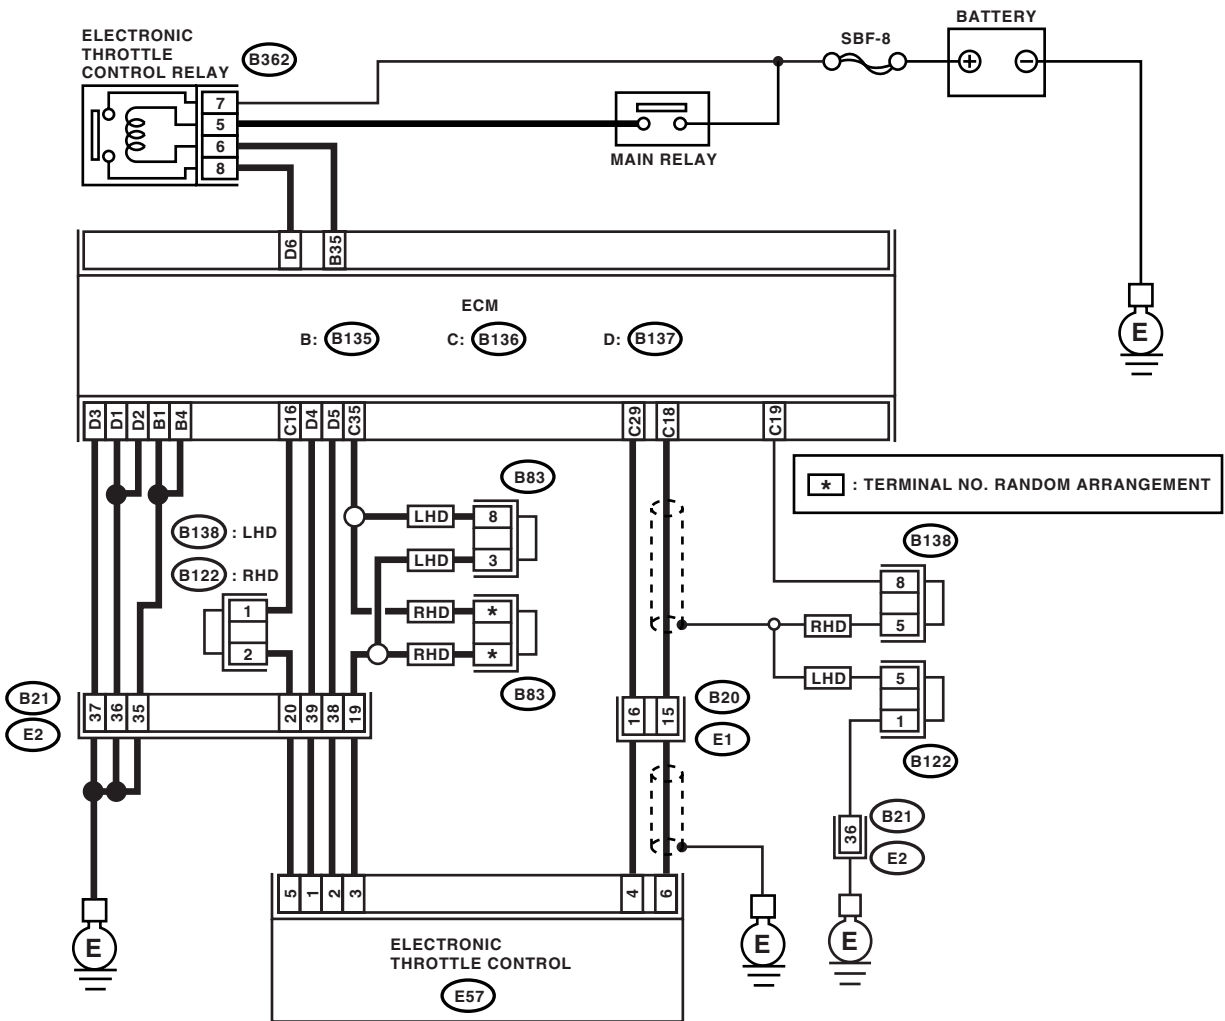 BATTERY
ELECTRONIC
THROTTLE
CONTROL RELAY
B362
SBF-8
+
−
7
5
6
8
MAIN RELAY
D6
B35
E
ECM
B: B135
C: B136
D: B137
D3
D1
D2
B1
B4
C16
D4
D5
C35
C29
C18
C19
* : TERMINAL NO. RANDOM ARRANGEMENT
B83
LHD
8
LHD
3
B138 : LHD
B122 : RHD
B138
8
RHD
5
1
2
RHD
*
RHD
*
B83
LHD
5
1
B122
B21
E2
37
36
35
20
39
38
19
16
15
B20
E1
36
B21
E2
5
1
2
3
4
6
E
E
E
ELECTRONIC
THROTTLE CONTROL
E57